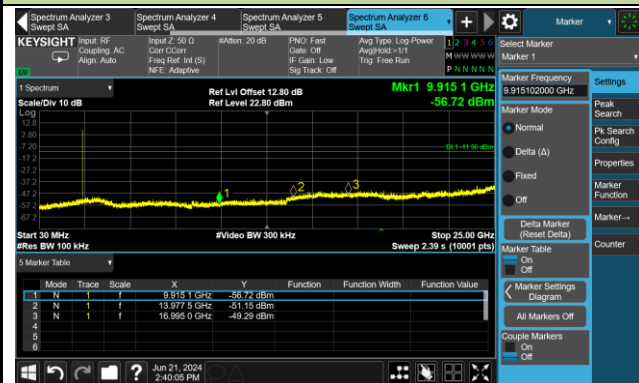 Spectrum Analyzer 3
Swept SA
Spectrum Analyzer 4
Swept SA
Spectrum Analyzer 5
Swept SA
Spectrum Analyzer 6
Swept SA
Marker
KEYSIGHT
Input: RF
Coupling: AC
Align: Auto
Input Z: 50 Ω
Corr CCorr
Freq Ref: Int (S)
NFE: Adaptive
#Atten: 20 dB
PNO: Fast
Gate: Off
IF Gain: Low
Sig Track: Off
Avg Type: Log-Power
Avg|Hold:>1/1
Trig: Free Run
1 2 3 4 5 6
M W W W W W
P N N N N N
LXI
Select Marker
Marker 1
1 Spectrum
Scale/Div 10 dB
Ref Lvl Offset 12.80 dB
Ref Level 22.80 dBm
Mkr1 9.915 1 GHz
-56.72 dBm
Log
12.8
2.80
-7.20
-17.2
-27.2
-37.2
-47.2
-57.2
-67.2
DL1 -11.56 dBm
1
2
3
Start 30 MHz
#Res BW 100 kHz
#Video BW 300 kHz
Stop 25.00 GHz
Sweep 2.39 s (10001 pts)
5 Marker Table
Mode Trace Scale X Y Function Function Width Function Value
1 N 1 f 9.915 1 GHz -56.72 dBm
2 N 1 f 13.977 5 GHz -51.15 dBm
3 N 1 f 16.995 0 GHz -49.29 dBm
4
5
6
Marker Frequency
9.915102000 GHz
Marker Mode
Normal
Delta (Δ)
Fixed
Off
Delta Marker
(Reset Delta)
Marker Table
On
Off
Marker Settings
Diagram
All Markers Off
Couple Markers
On
Off
Settings
Peak
Search
Pk Search
Config
Properties
Marker
Function
Marker→
Counter
?
Jun 21, 2024
2:40:05 PM